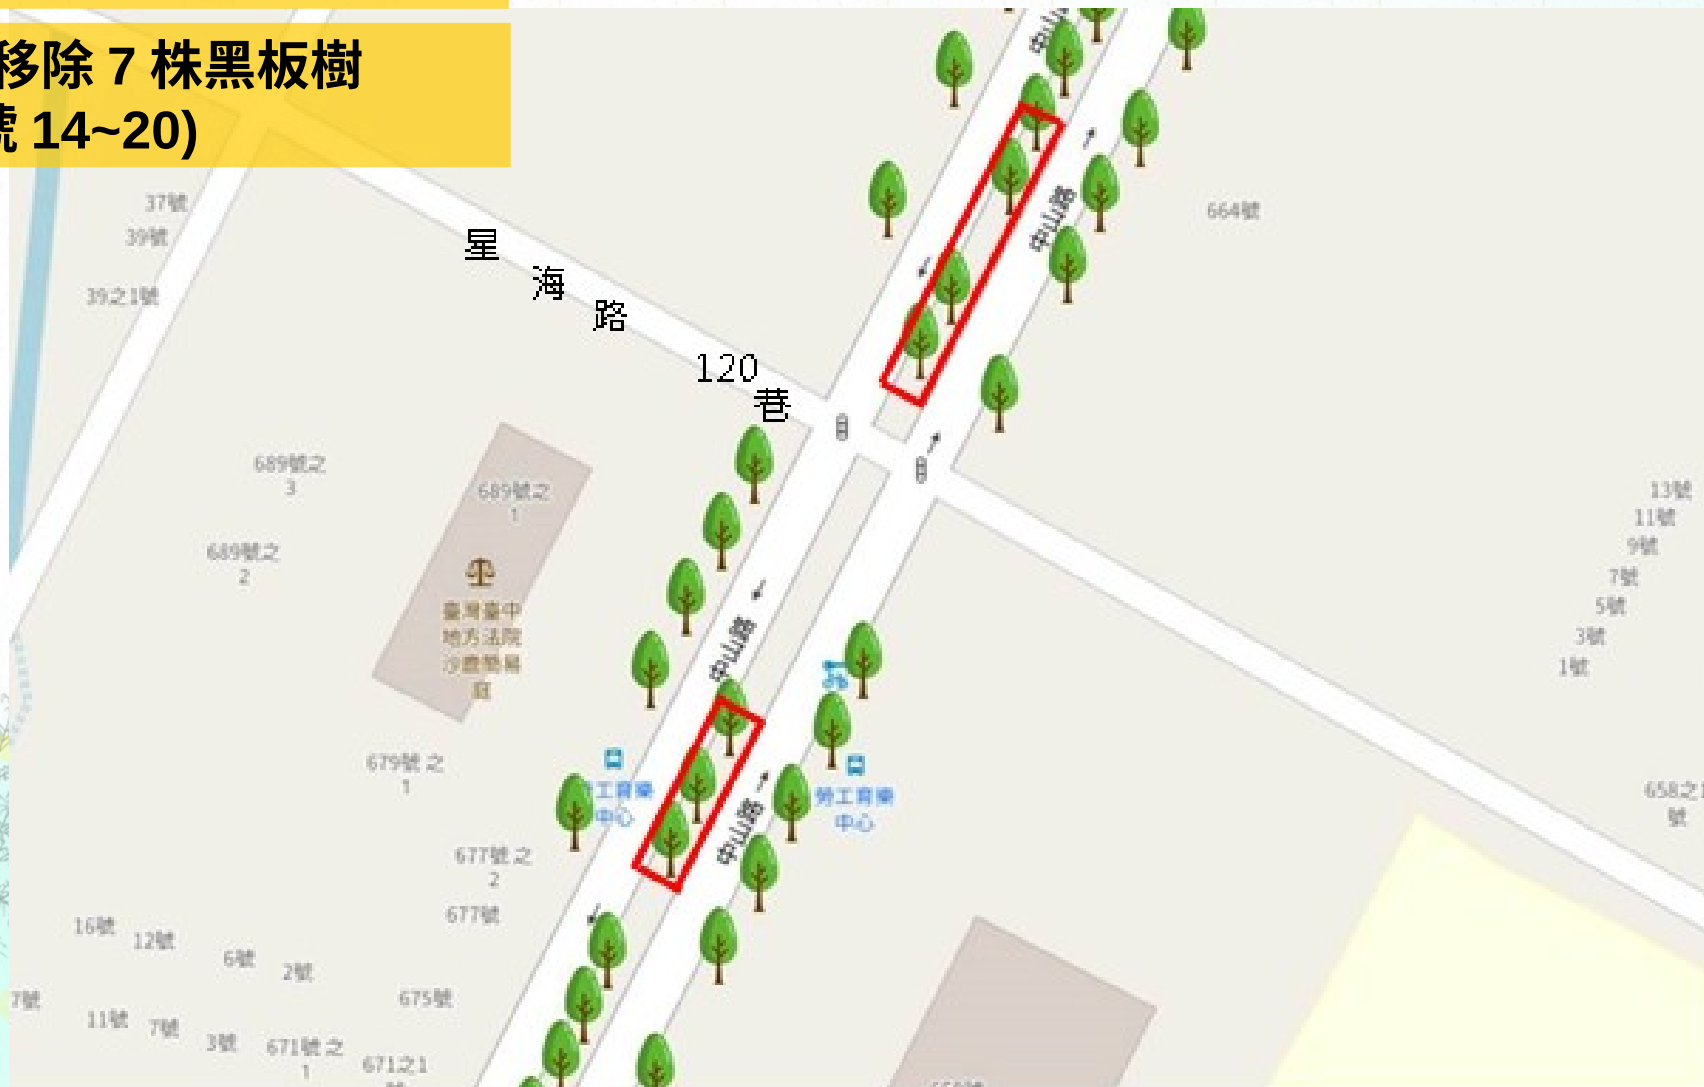 移除 7 株黑板樹
號 14~20)
中山路
37號
39號
39之1號
664號
星
海
路
120
巷
中山路
689號之
3
689號之
1
689號之
2
臺灣臺中
地方法院
沙鹿簡易
庭
13號
11號
9號
7號
5號
3號
1號
中山路
679號 之
1
工育樂
中心
勞工育樂
中心
中山路
658之1
號
677號 之
2
677號
16號
12號
6號
2號
7號
675號
11號
7號
3號
671號 之
1
671之1